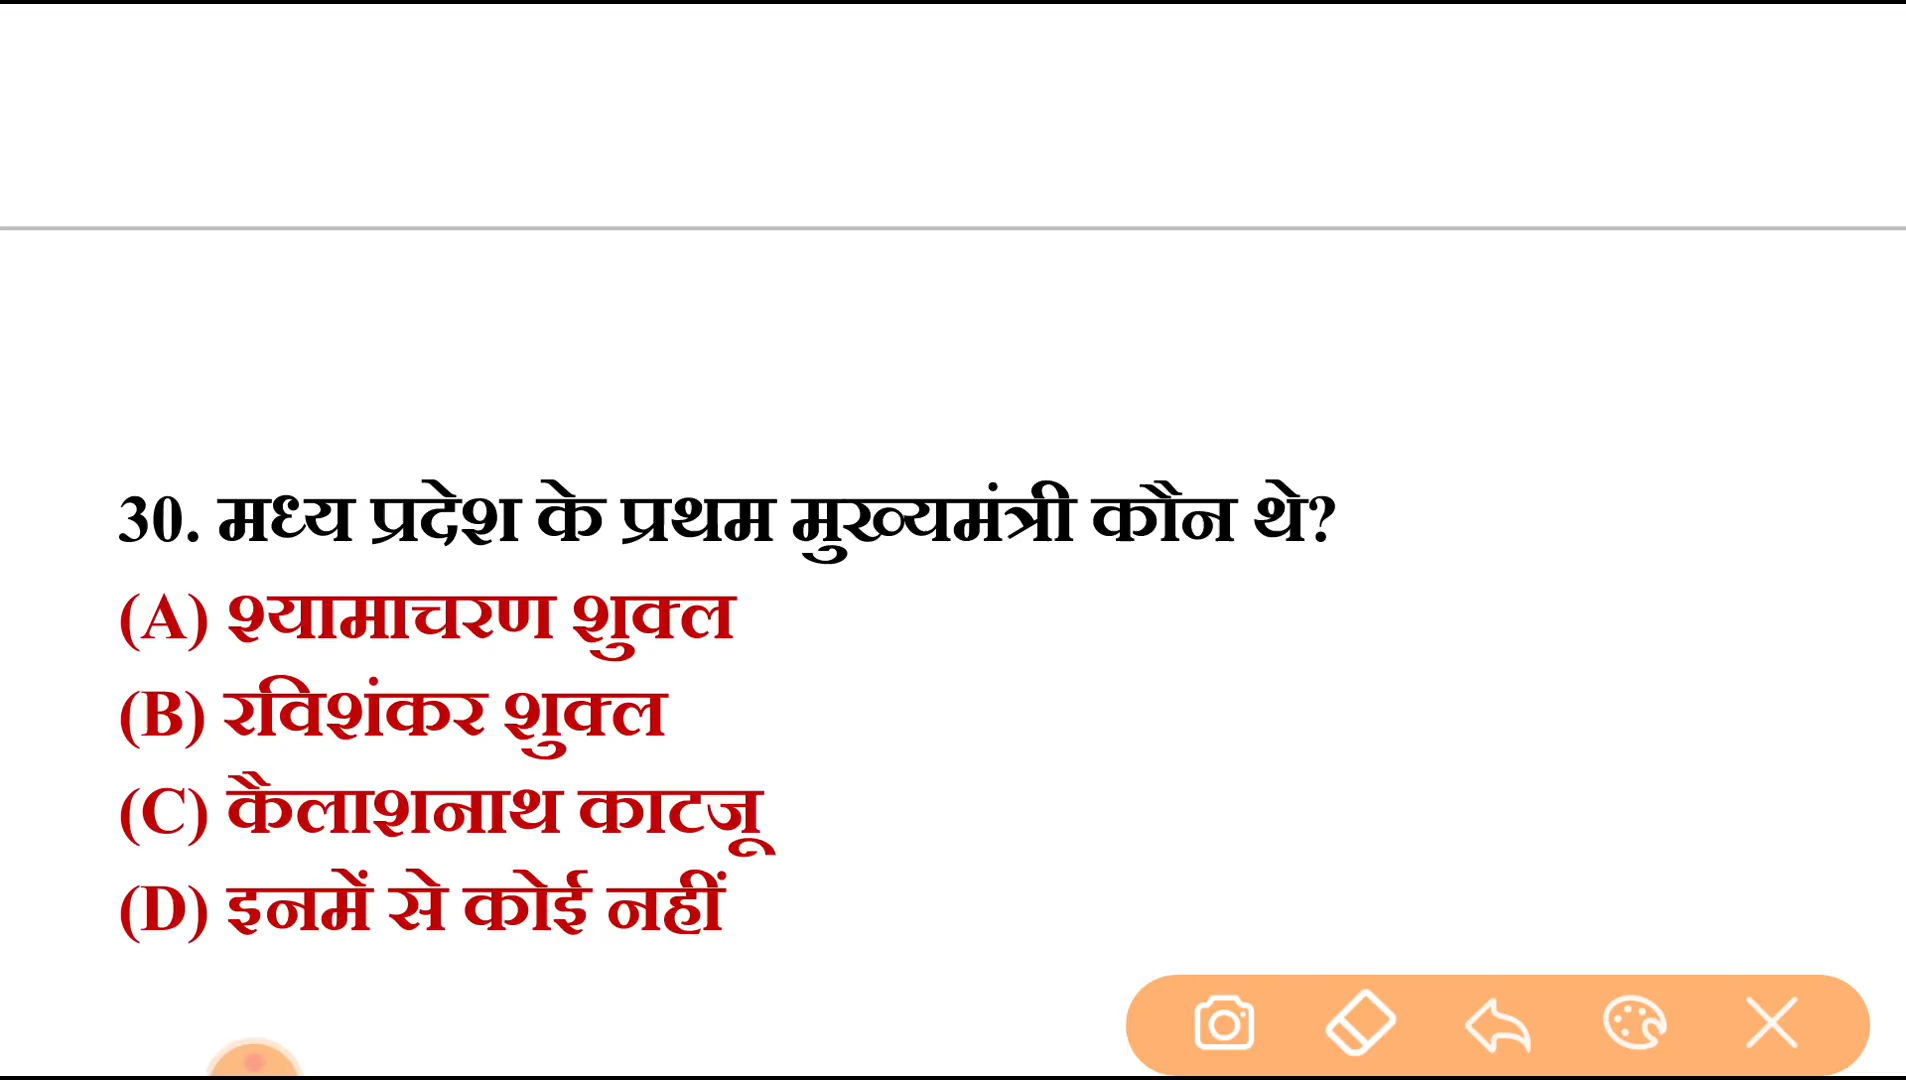 30. मध्य प्रदेश के प्रथम मुख्यमंत्री कौन थे?
(A) श्यामाचरण शुक्ल
(B) रविशंकर शुक्ल
(C) कैलाशनाथ काटजू
(D) इनमें से कोई नहीं